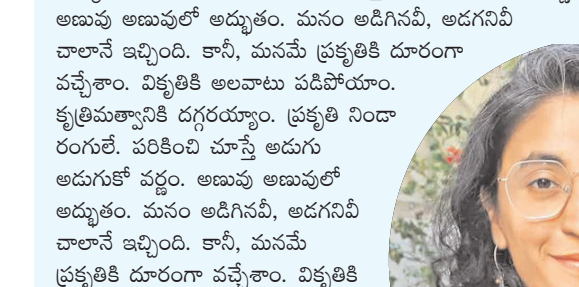 అణువు అణువులో అద్భుతం. మనం అడిగినవీ, అడగనివీ
చాలానే ఇచ్చింది. కానీ, మనమే ప్రకృతికి దూరంగా
వచ్చేశాం. వికృతికి అలవాటు పడిపోయాం.
కృత్రిమత్వానికి దగ్గరయ్యాం. ప్రకృతి నిండా
రంగులే. పరికించి చూస్తే అడుగు
అడుగుకో వర్ణం. అణువు అణువులో
అద్భుతం. మనం అడిగినవీ, అడగనివీ
చాలానే ఇచ్చింది. కానీ, మనమే
ప్రకృతికి దూరంగా వచ్చేశాం. వికృతికి